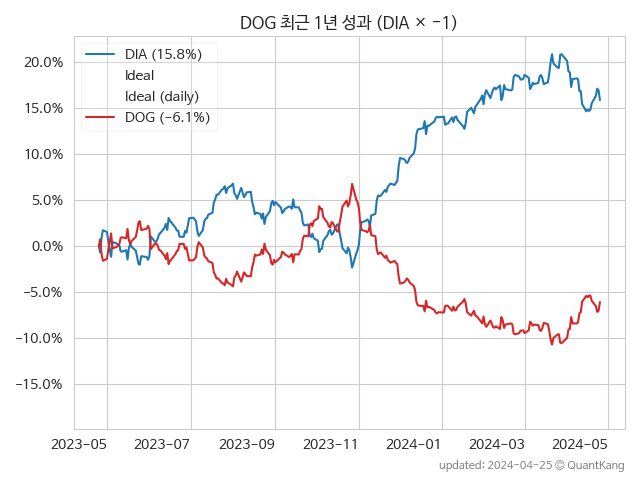 DOG 최근 1년 성과 (DIA × −1)
DIA (15.8%)
Ideal
Ideal (daily)
DOG (−6.1%)
20.0%
15.0%
10.0%
5.0%
0.0%
−5.0%
−10.0%
−15.0%
2023-05 2023-07 2023-09 2023-11 2024-01 2024-03 2024-05
updated: 2024-04-25 © QuantKang